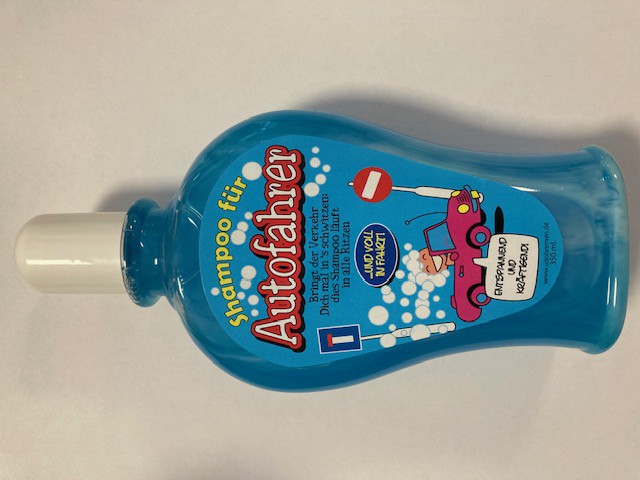 shampoo für
Autofahrer
Bringt der Verkehr
Dich mal in's schwitzen:
dies Shampoo läuft
in alle Ritzen
...UND VOLL
IN FAHRT!
ENTSPANNEND
UND
KRÄFTIGEND!
350 ml